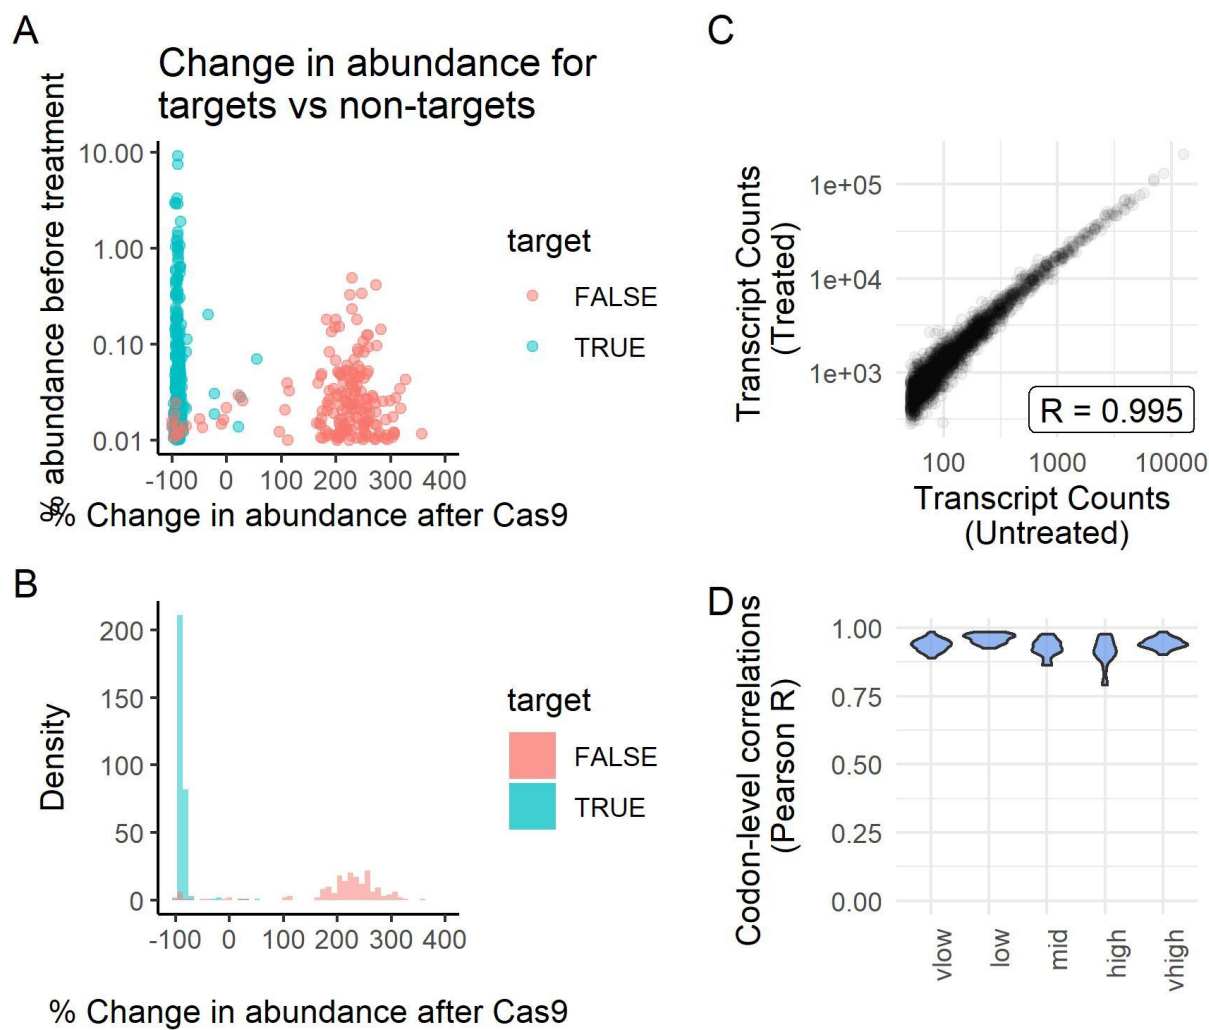 A
Change in abundance for
targets vs non-targets
% abundance before treatment
10.00
1.00
0.10
0.01
-100 0 100 200 300 400
% Change in abundance after Cas9
target
FALSE
TRUE
B
Density
200
150
100
50
0
-100 0 100 200 300 400
% Change in abundance after Cas9
target
FALSE
TRUE
C
Transcript Counts
(Treated)
1e+05
1e+04
1e+03
R = 0.995
100 1000 10000
Transcript Counts
(Untreated)
D
Codon-level correlations
(Pearson R)
1.00
0.75
0.50
0.25
0.00
vlow
low
mid
high
vhigh